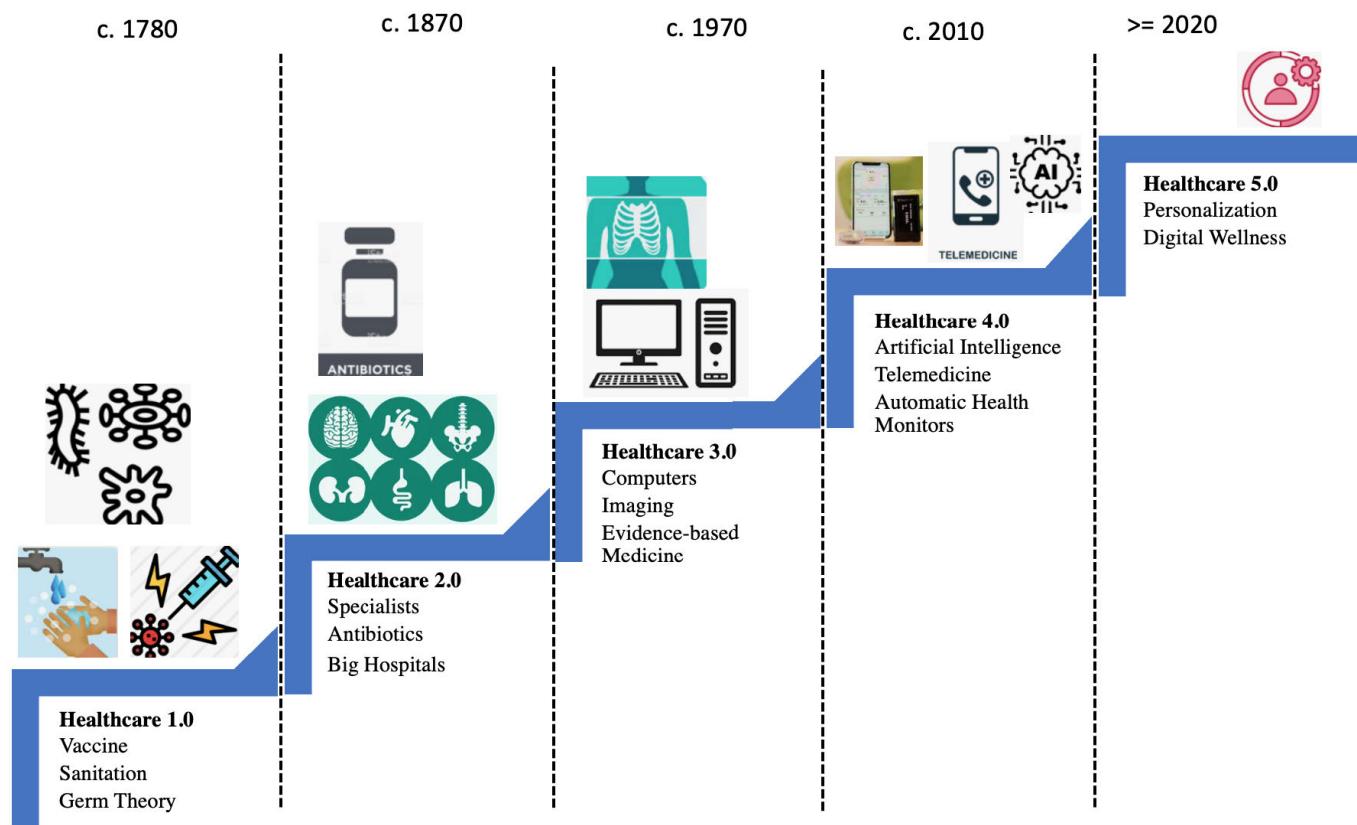 c. 1780
c. 1870
c. 1970
c. 2010
>= 2020
ANTIBIOTICS
TELEMEDICINE
AI
Healthcare 1.0
Vaccine
Sanitation
Germ Theory
Healthcare 2.0
Specialists
Antibiotics
Big Hospitals
Healthcare 3.0
Computers
Imaging
Evidence-based
Medicine
Healthcare 4.0
Artificial Intelligence
Telemedicine
Automatic Health
Monitors
Healthcare 5.0
Personalization
Digital Wellness